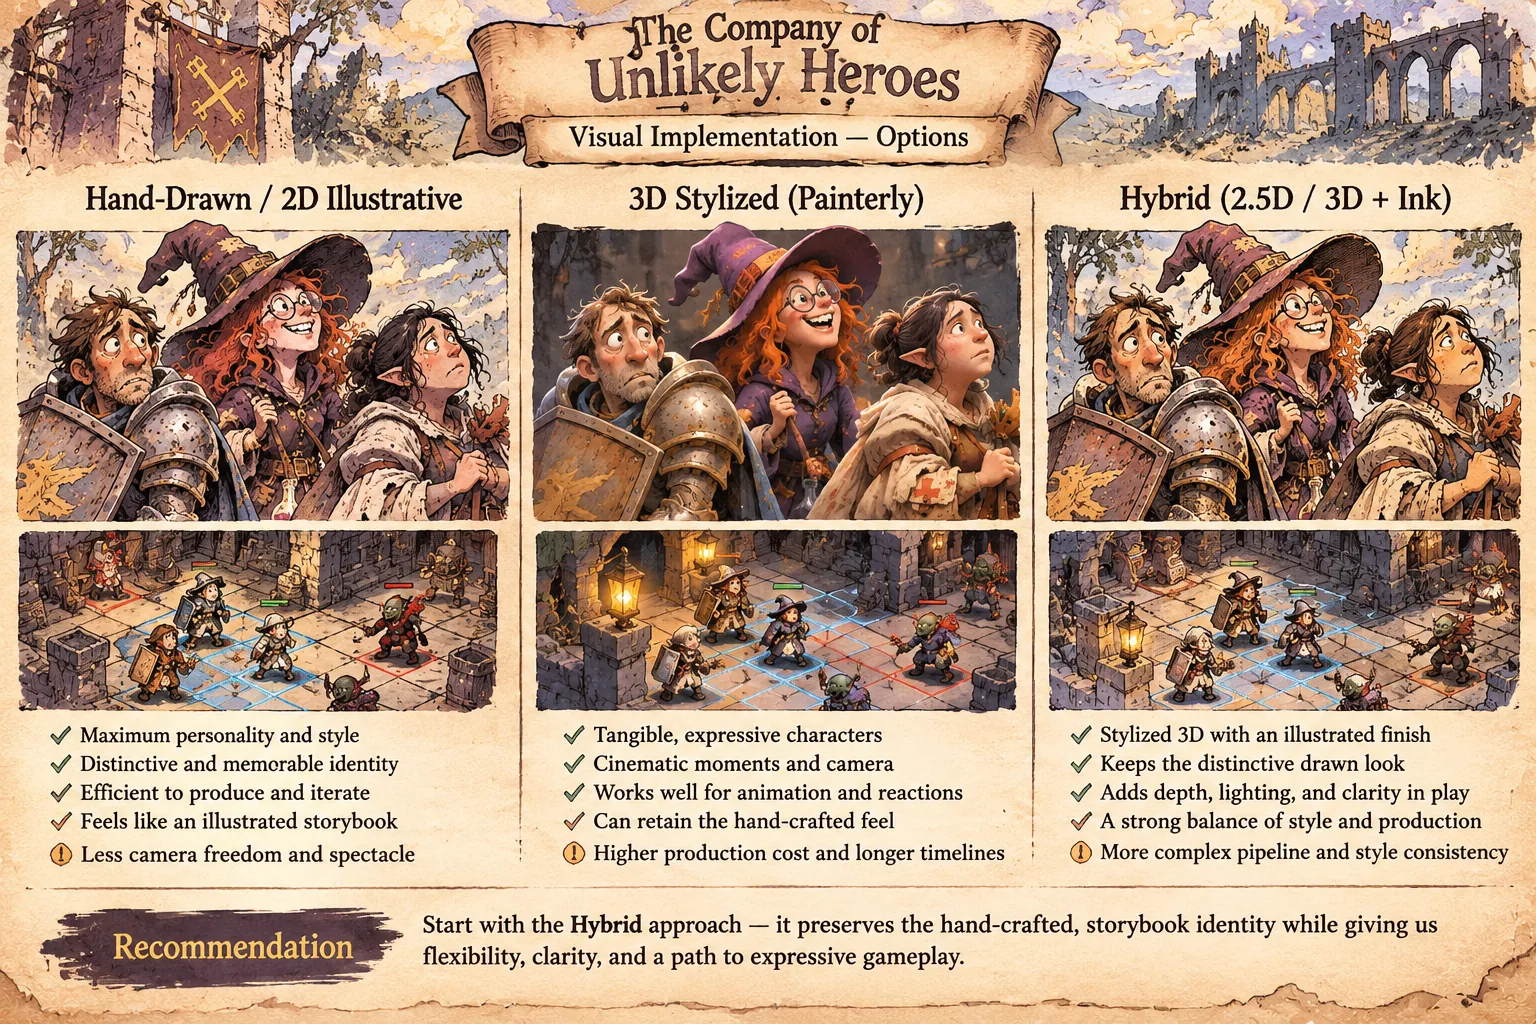 The Company of
Unlikely Heroes
Visual Implementation — Options
Hand-Drawn / 2D Illustrative
Maximum personality and style
Distinctive and memorable identity
Efficient to produce and iterate
Feels like an illustrated storybook
Less camera freedom and spectacle
3D Stylized (Painterly)
Tangible, expressive characters
Cinematic moments and camera
Works well for animation and reactions
Can retain the hand-crafted feel
Higher production cost and longer timelines
Hybrid (2.5D / 3D + Ink)
Stylized 3D with an illustrated finish
Keeps the distinctive drawn look
Adds depth, lighting, and clarity in play
A strong balance of style and production
More complex pipeline and style consistency
Recommendation
Start with the Hybrid approach — it preserves the hand-crafted, storybook identity while giving us
flexibility, clarity, and a path to expressive gameplay.